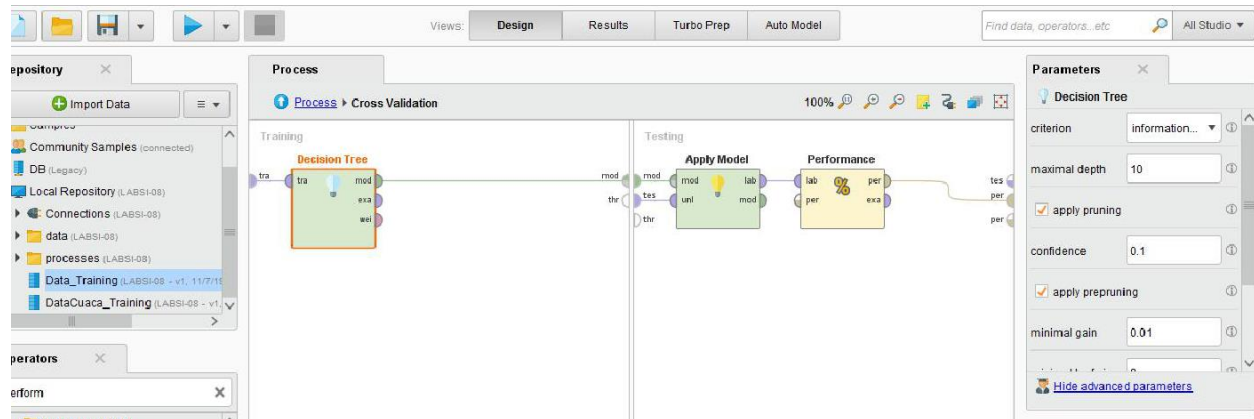 Views:
Design
Results
Turbo Prep
Auto Model
Find data, operators...etc
All Studio
epository
Import Data
Samples
Community Samples (connected)
DB (Legacy)
Local Repository (LABSI-08)
Connections (LABSI-08)
data (LABSI-08)
processes (LABSI-08)
Data_Training (LABSI-08 - v1, 11/7/1
DataCuaca_Training (LABSI-08 - v1,
perators
erform
Process
Process Cross Validation
100%
Training
Decision Tree
tra
tra mod
exa
wei
mod
thr
Testing
Apply Model
mod
tes
thr
mod lab
unl mod
Performance
lab % per
per exa
tes
per
per
Parameters
Decision Tree
criterion information...
maximal depth 10
apply pruning
confidence 0.1
apply prepruning
minimal gain 0.01
Hide advanced parameters